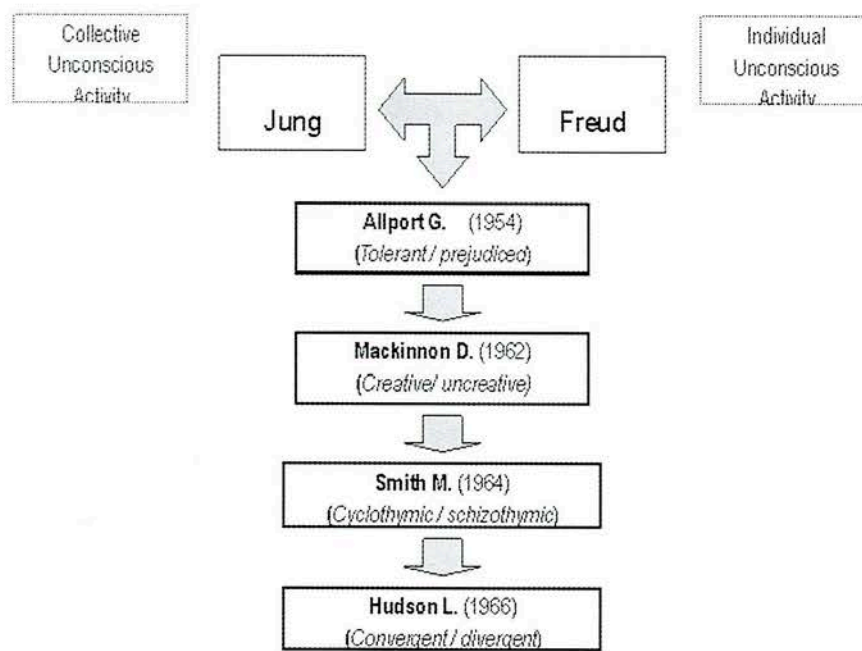 Collective
Unconscious
Activity
Individual
Unconscious
Activity
Jung
Freud
Allport G. (1954)
(Tolerant / prejudiced)
Mackinnon D. (1962)
(Creative/ uncreative)
Smith M. (1964)
(Cyclothymic / schizothymic)
Hudson L. (1966)
(Convergent / divergent)